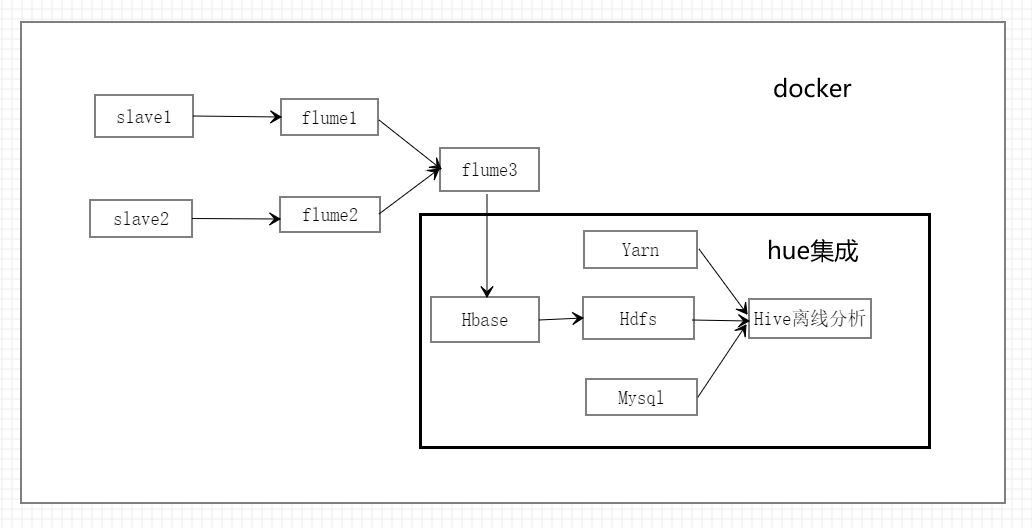 docker
slave1
flume1
flume3
slave2
flume2
Yarn
hue集成
Hbase
Hdfs
Hive离线分析
Mysql